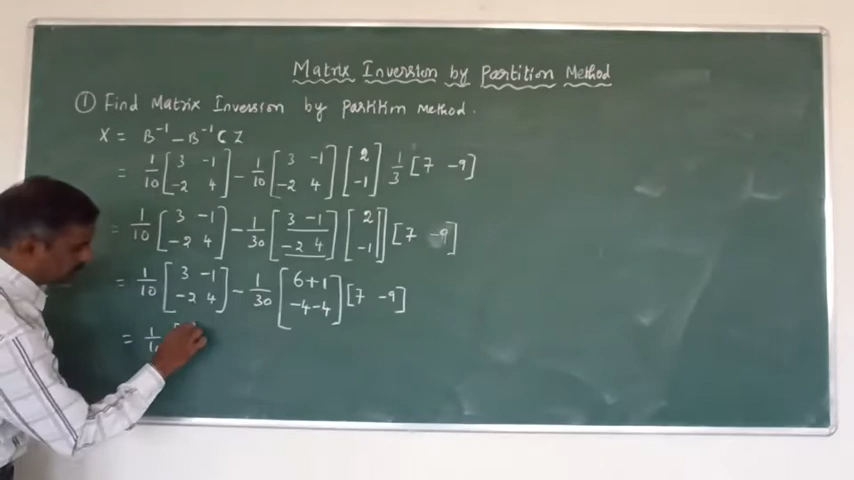 Matrix Inversion by Partition Method
① Find Matrix Inversion by Partition Method.
X = B⁻¹ - B⁻¹ C Z
= 1/10 [3 -1; -2 4] - 1/10 [3 -1; -2 4] [2; -1] 1/3 [7 -9]
= 1/10 [3 -1; -2 4] - 1/30 [3 -1; -2 4] [2; -1] [7 -9]
= 1/10 [3 -1; -2 4] - 1/30 [6+1; -4-4] [7 -9]
= 1/1